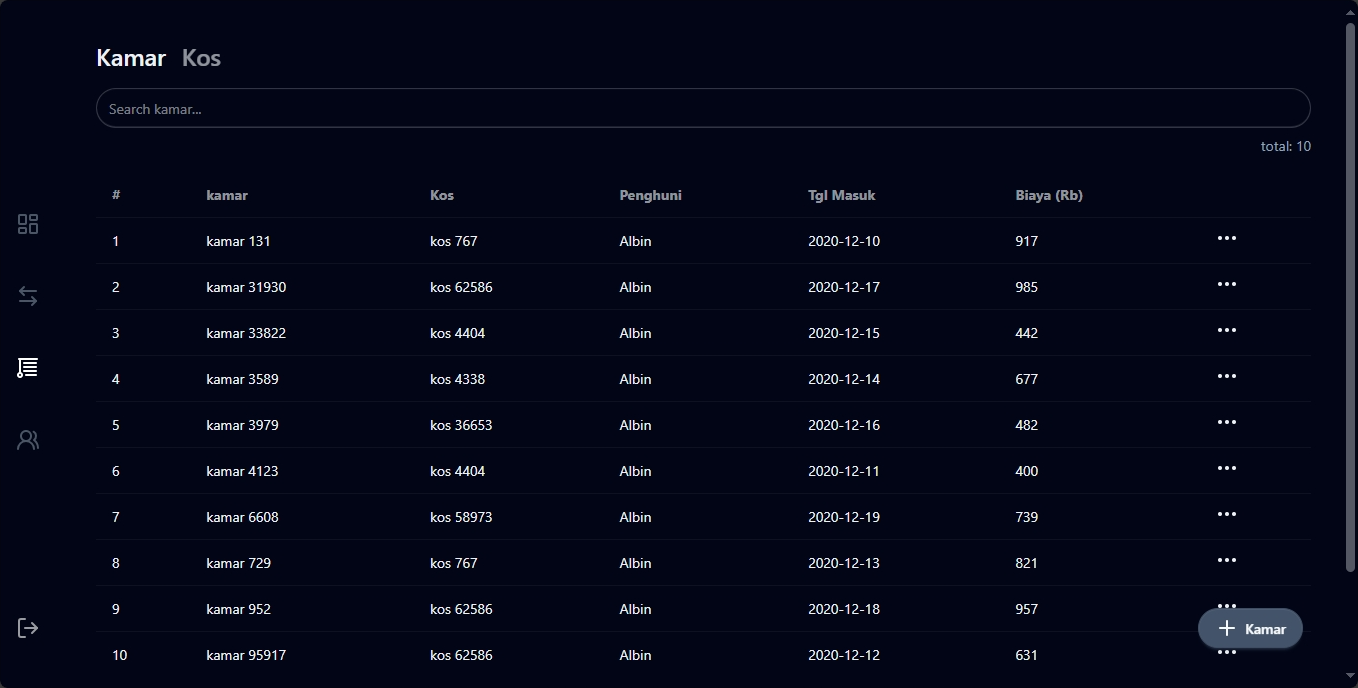 Kamar Kos
Search kamar...
total: 10
# kamar Kos Penghuni Tgl Masuk Biaya (Rb)
1 kamar 131 kos 767 Albin 2020-12-10 917
2 kamar 31930 kos 62586 Albin 2020-12-17 985
3 kamar 33822 kos 4404 Albin 2020-12-15 442
4 kamar 3589 kos 4338 Albin 2020-12-14 677
5 kamar 3979 kos 36653 Albin 2020-12-16 482
6 kamar 4123 kos 4404 Albin 2020-12-11 400
7 kamar 6608 kos 58973 Albin 2020-12-19 739
8 kamar 729 kos 767 Albin 2020-12-13 821
9 kamar 952 kos 62586 Albin 2020-12-18 957
Kamar
10 kamar 95917 kos 62586 Albin 2020-12-12 631